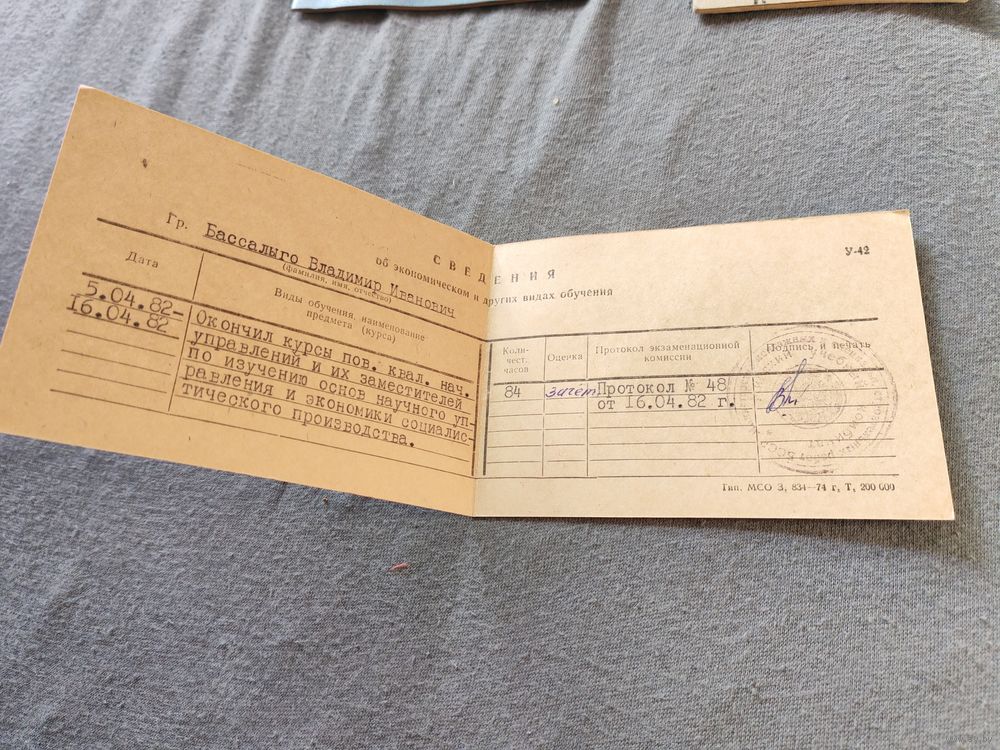 У-42
СВЕДЕНИЯ
об экономическом и других видах обучения
Гр. Бассалыго Владимир Иванович
(фамилия, имя, отчество)
Дата
Виды обучения, наименование
предмета (курса)
Коли-
чест.
часов
Оценка
Протокол экзаменационной
комиссии
Подпись и печать
5.04.82-
16.04.82
Окончил курсы пов. квал. нач.
управлений и их заместителей
по изучению основ научного уп-
равления и экономики социалис-
тического производства.
84
зачет
Протокол № 48
от 16.04.82 г.
Тип. МСО 3, 834—74 г, Т, 200 000